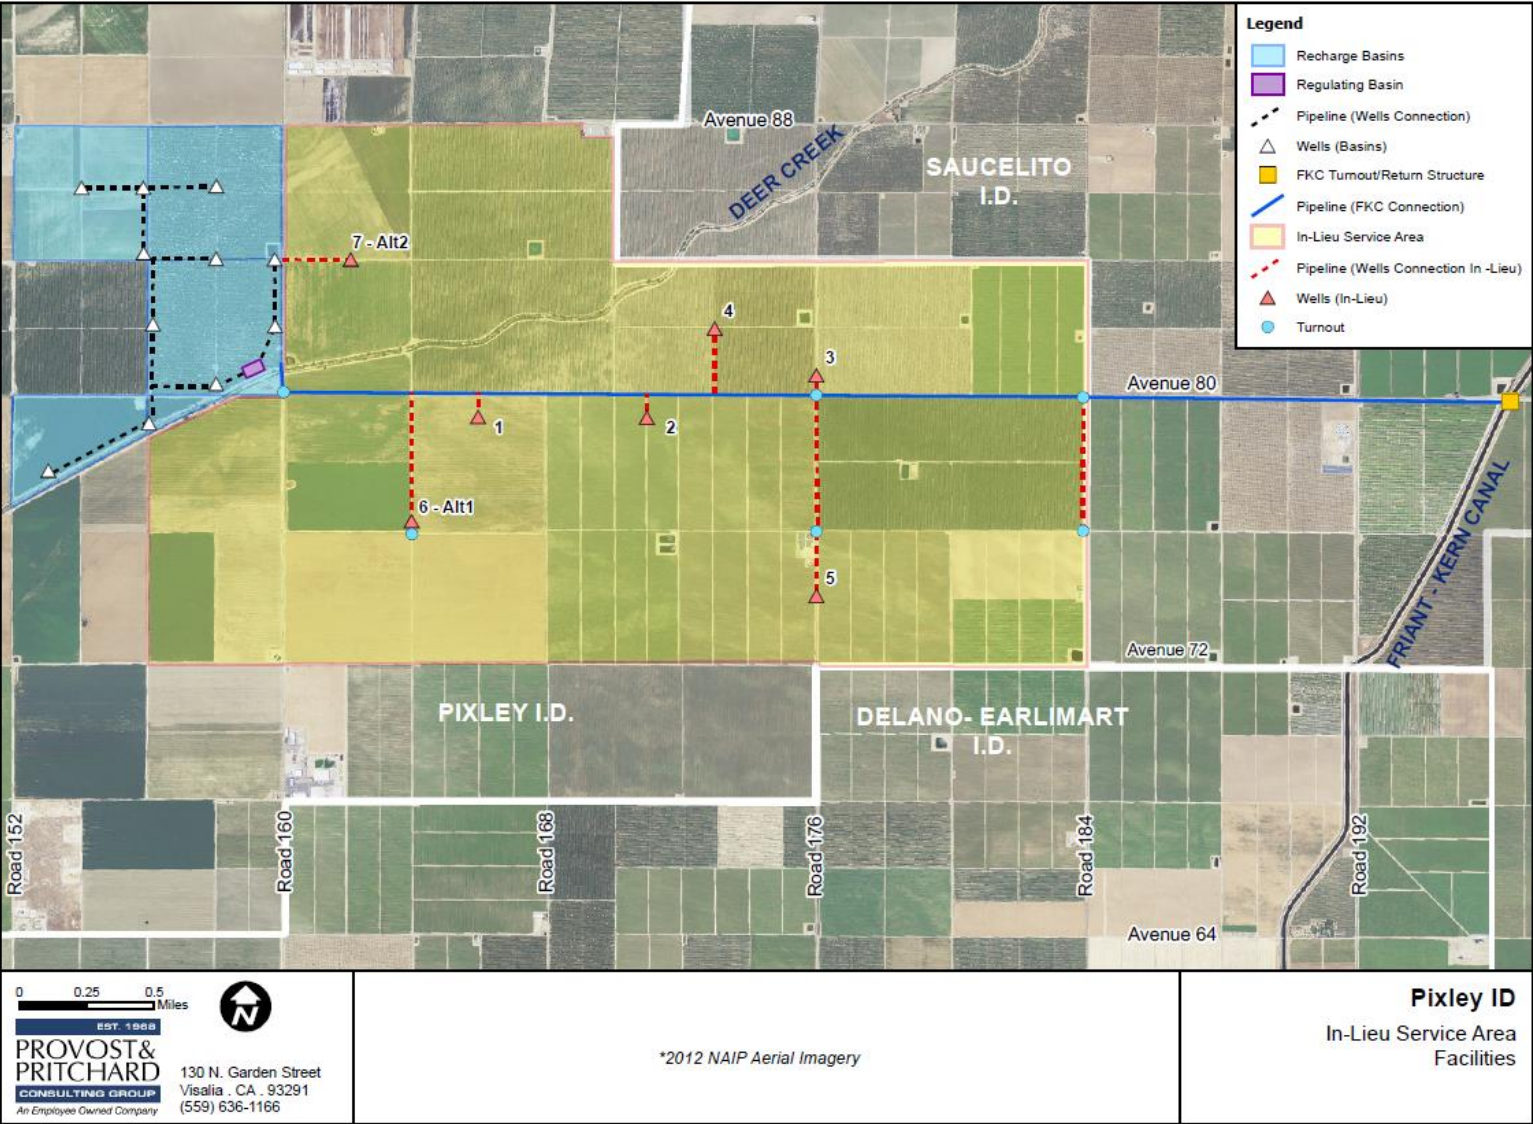 Legend
Recharge Basins
Regulating Basin
Pipeline (Wells Connection)
Wells (Basins)
FKC Turnout/Return Structure
Pipeline (FKC Connection)
In-Lieu Service Area
Pipeline (Wells Connection In -Lieu)
Wells (In-Lieu)
Turnout
Avenue 88
DEER CREEK
SAUCELITO
I.D.
7 - Alt2
4
3
Avenue 80
1
2
6 - Alt1
5
FRIANT - KERN CANAL
Avenue 72
PIXLEY I.D.
DELANO- EARLIMART
I.D.
Road 152
Road 160
Road 168
Road 176
Road 184
Road 192
Avenue 64
0 0.25 0.5
Miles
N
EST. 1968
PROVOST&
PRITCHARD
CONSULTING GROUP
An Employee Owned Company
130 N. Garden Street
Visalia . CA . 93291
(559) 636-1166
*2012 NAIP Aerial Imagery
Pixley ID
In-Lieu Service Area
Facilities